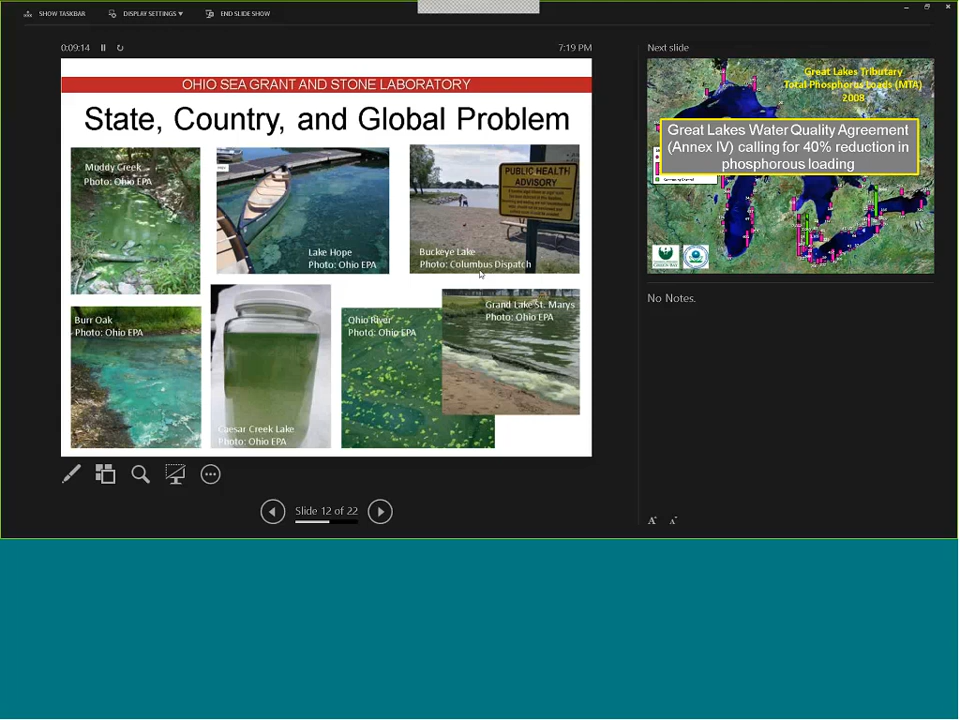 SHOW TASKBAR
DISPLAY SETTINGS
END SLIDE SHOW
0:09:14
7:19 PM
OHIO SEA GRANT AND STONE LABORATORY
State, Country, and Global Problem
Muddy Creek
Photo: Ohio EPA
Lake Hope
Photo: Ohio EPA
PUBLIC HEALTH
ADVISORY
Buckeye Lake
Photo: Columbus Dispatch
Burr Oak
Photo: Ohio EPA
Caesar Creek Lake
Photo: Ohio EPA
Ohio River
Photo: Ohio EPA
Grand Lake St. Marys
Photo: Ohio EPA
Slide 12 of 22
Next slide
Great Lakes Tributary
Total Phosphorus Loads (MTA)
2008
Great Lakes Water Quality Agreement
(Annex IV) calling for 40% reduction in
phosphorous loading
No Notes.
A A